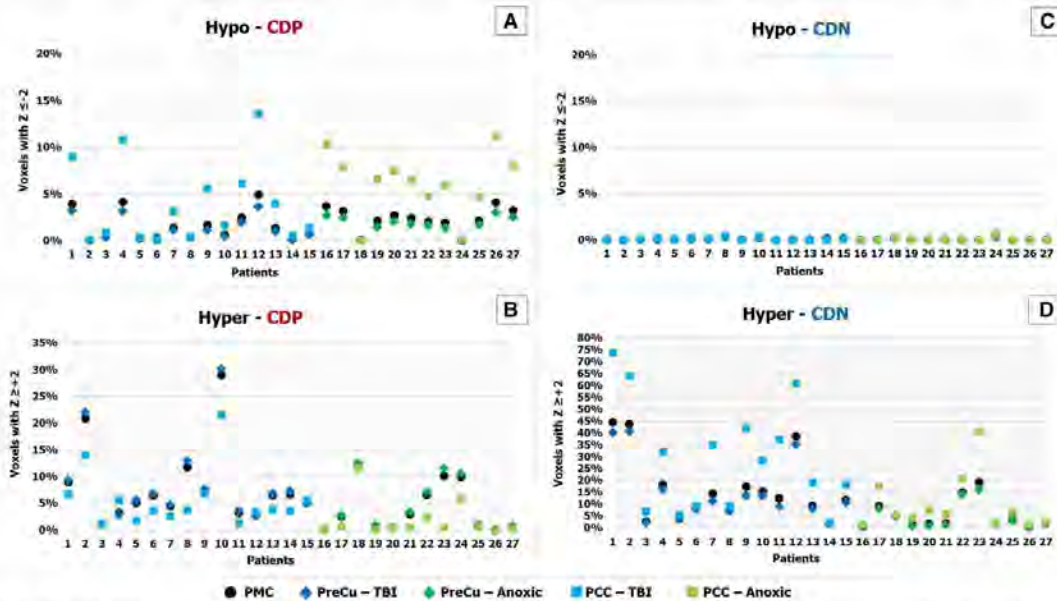 A
Hypo - CDP
Voxels with Z ≤-2
20%
15%
10%
5%
0%
1 2 3 4 5 6 7 8 9 10 11 12 13 14 15 16 17 18 19 20 21 22 23 24 25 26 27
Patients
C
Hypo - CDN
Voxels with Z ≤-2
20%
15%
10%
5%
0%
1 2 3 4 5 6 7 8 9 10 11 12 13 14 15 16 17 18 19 20 21 22 23 24 25 26 27
Patients
B
Hyper - CDP
Voxels with Z ≥+2
35%
30%
25%
20%
15%
10%
5%
0%
1 2 3 4 5 6 7 8 9 10 11 12 13 14 15 16 17 18 19 20 21 22 23 24 25 26 27
Patients
D
Hyper - CDN
Voxels with Z ≥+2
80%
75%
70%
65%
60%
55%
50%
45%
40%
35%
30%
25%
20%
15%
10%
5%
0%
1 2 3 4 5 6 7 8 9 10 11 12 13 14 15 16 17 18 19 20 21 22 23 24 25 26 27
Patients
PMC PreCu – TBI PreCu – Anoxic PCC – TBI PCC – Anoxic